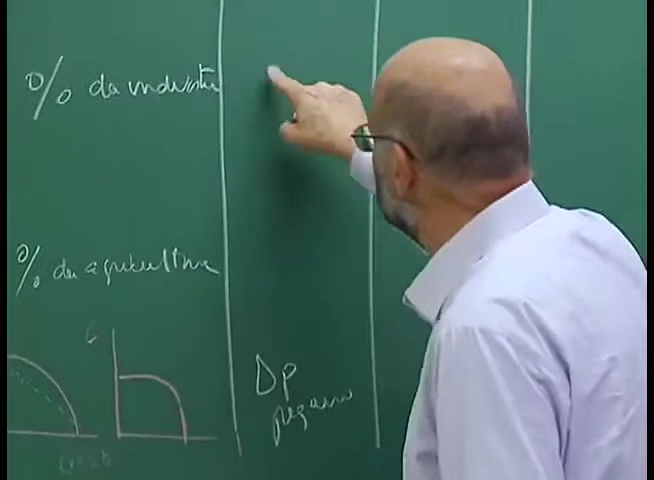 % da indústria
% da agricultura
C
Dp
pequeno